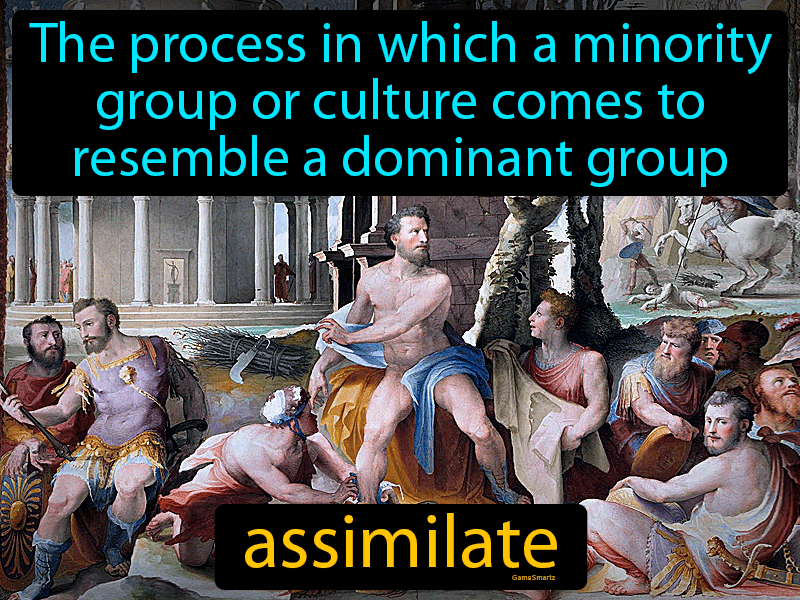 The process in which a minority
group or culture comes to
resemble a dominant group
assimilate
GameSmartz